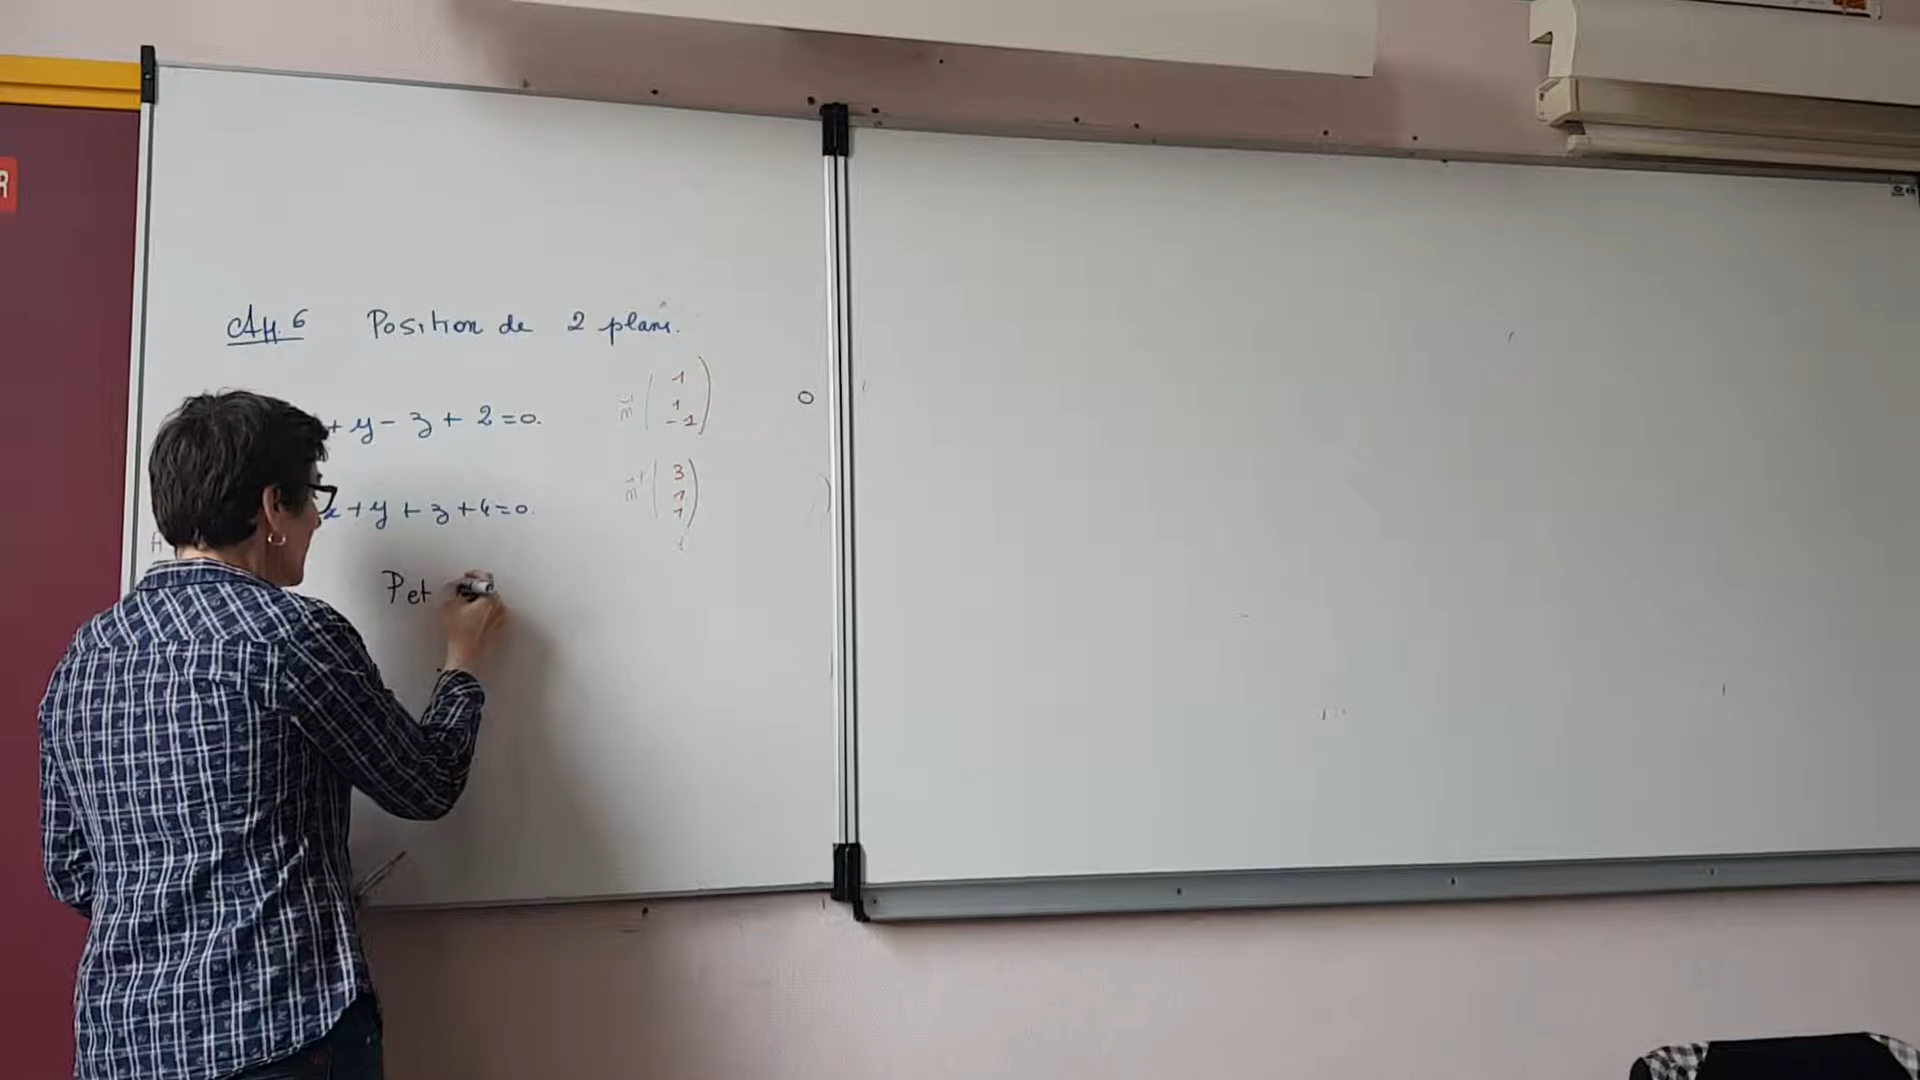 AH.6 Position de 2 plans.
+ y - z + 2 = 0. n⃗ ( 1 1 -1 )
x + y + z + 4 = 0. n⃗' ( 3 1 1 )
P et
R